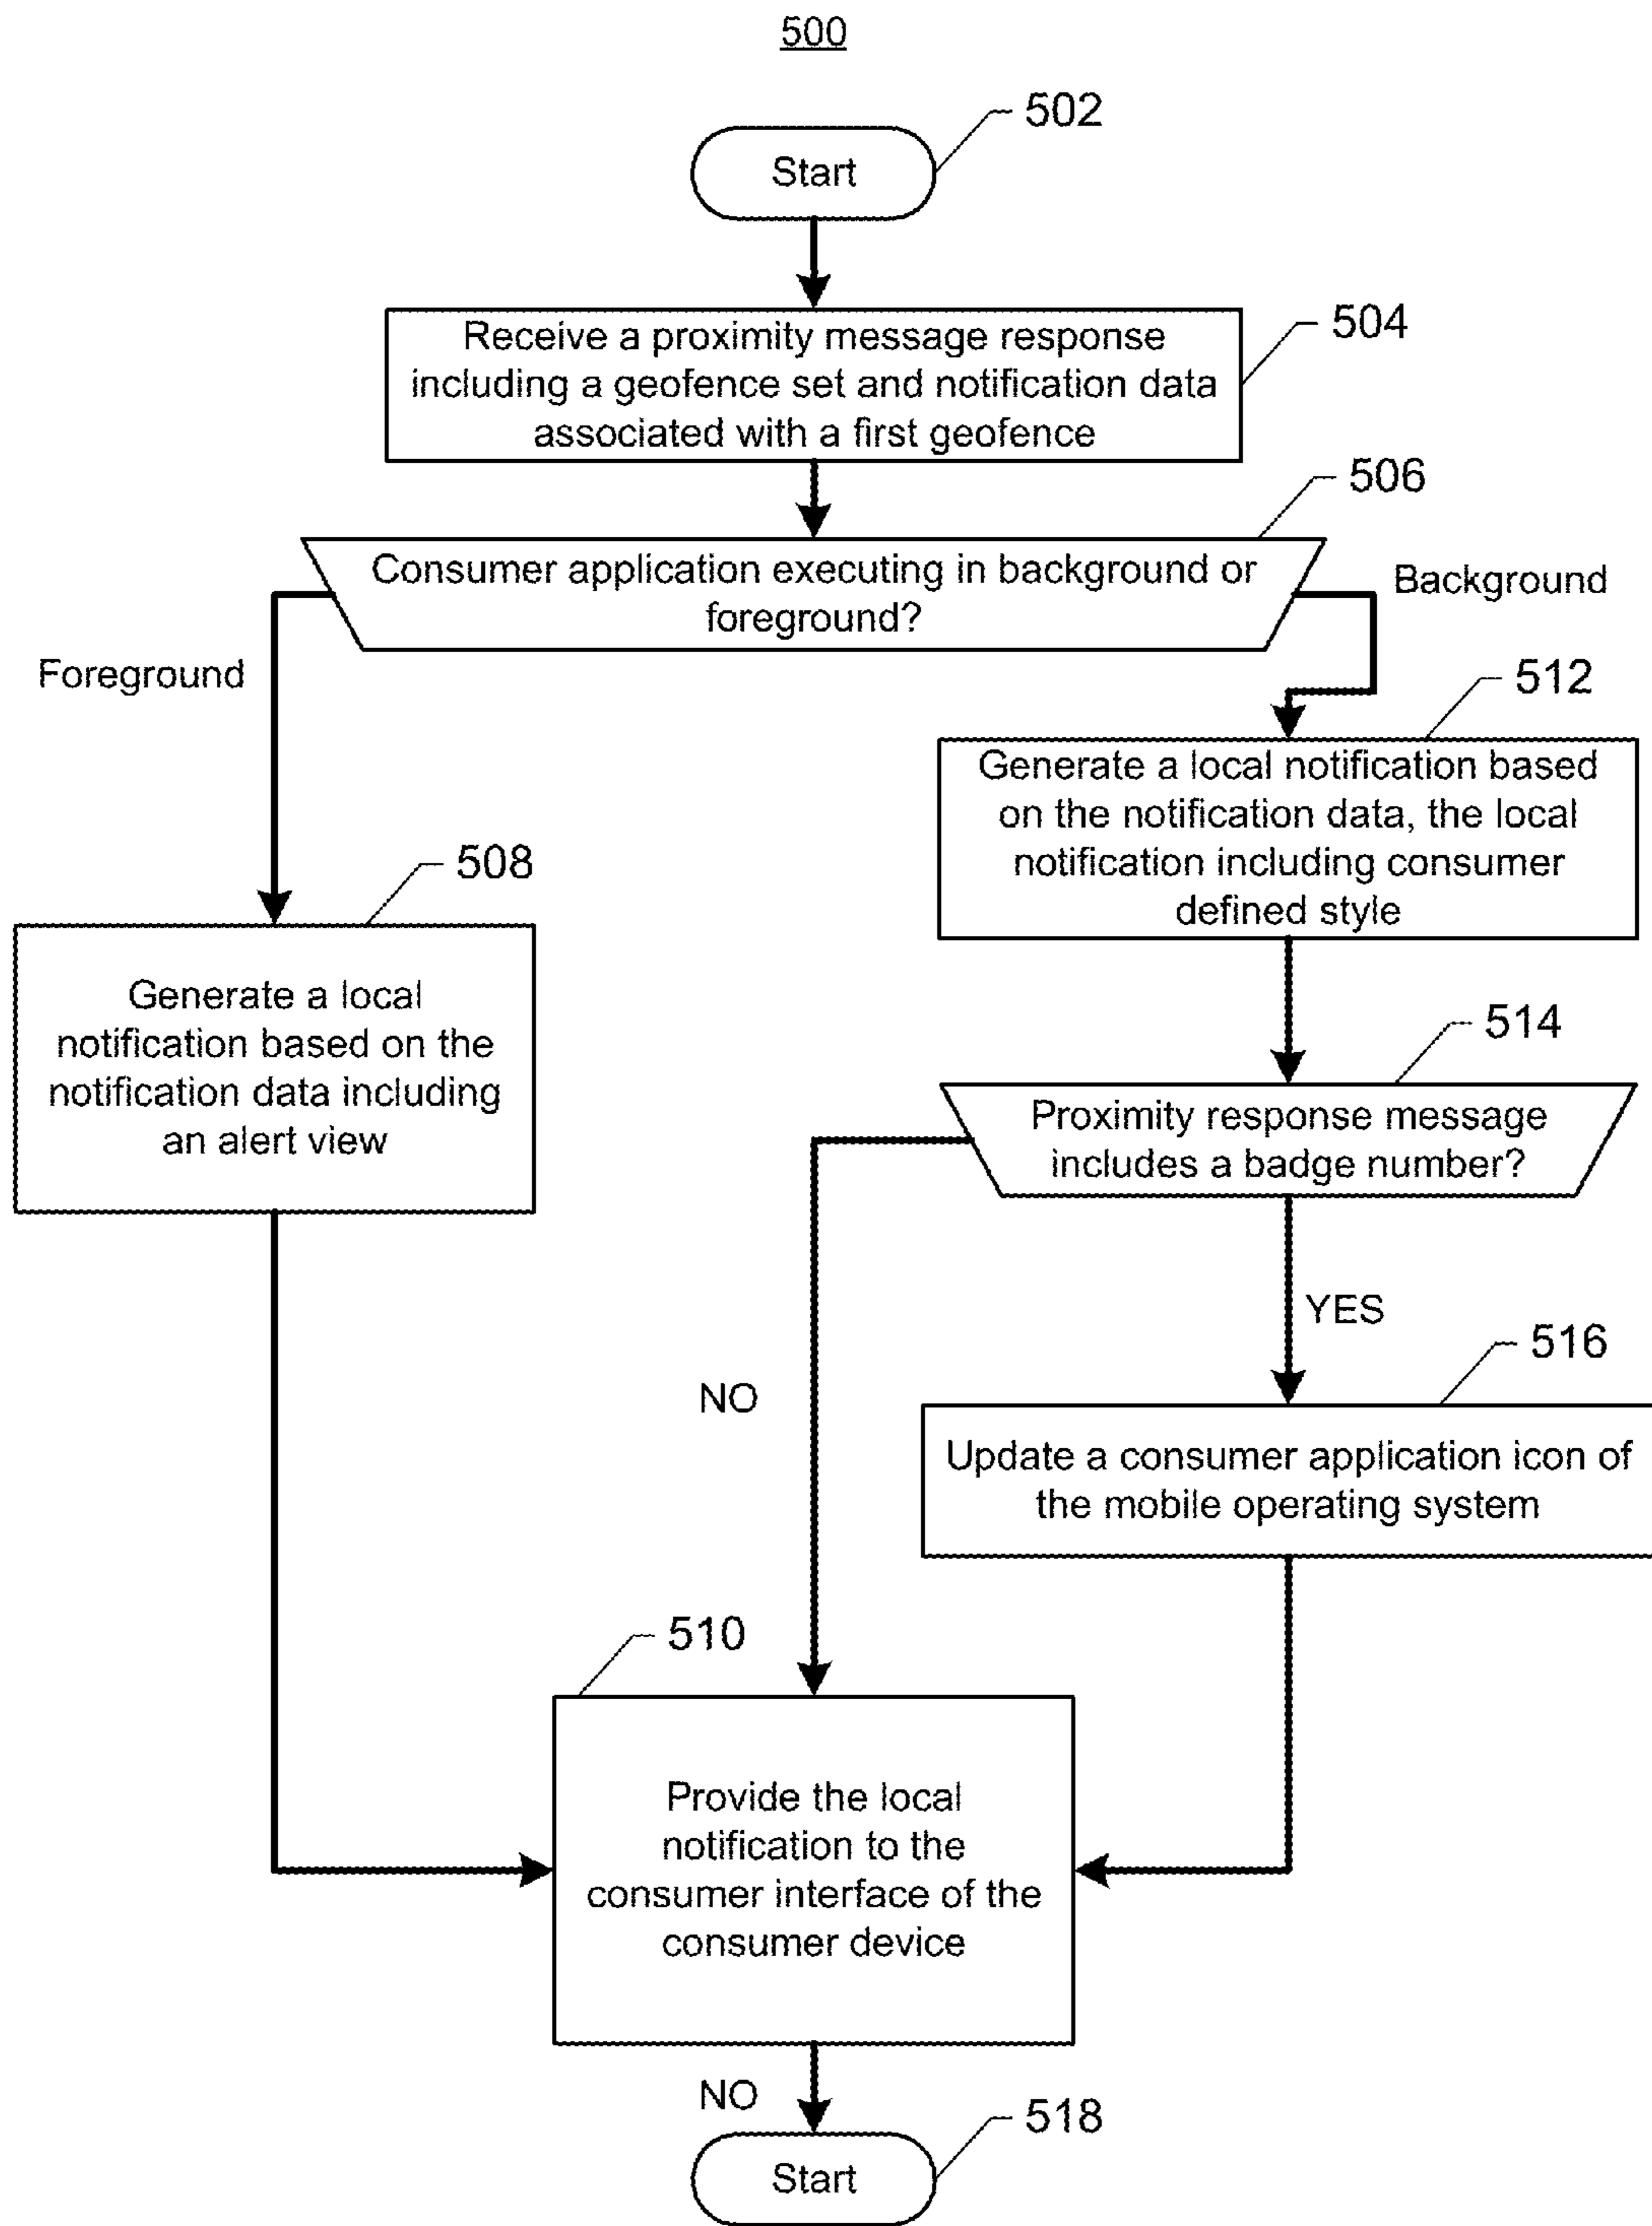 500
502
Start
504
Receive a proximity message response
including a geofence set and notification data
associated with a first geofence
506
Consumer application executing in background or
foreground?
Background
Foreground
512
Generate a local notification based
on the notification data, the local
notification including consumer
defined style
508
Generate a local
notification based on the
notification data including
an alert view
514
Proximity response message
includes a badge number?
YES
NO
516
Update a consumer application icon of
the mobile operating system
510
Provide the local
notification to the
consumer interface of the
consumer device
NO
518
Start